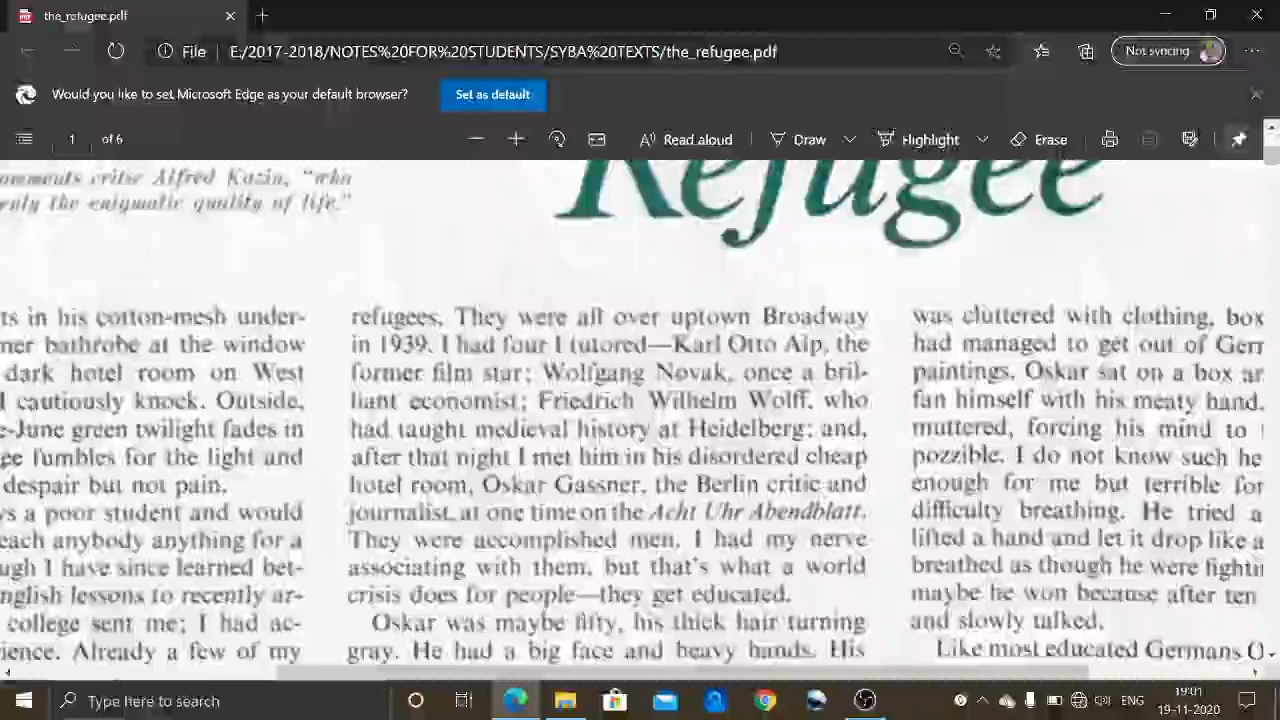 the_refugee.pdf
File
E:/2017-2018/NOTES%20FOR%20STUDENTS/SYBA%20TEXTS/the_refugee.pdf
Not syncing
Would you like to set Microsoft Edge as your default browser?
Set as default
1 of 6
Read aloud
Draw
Highlight
Erase
Refugee
omments critse Alfred Kazin, "who
the enigmatic quality of life."
ts in his cotton-mesh under-
mer bathrobe at the window
dark hotel room on West
I cautiously knock. Outside,
e-June green twilight fades in
gee fumbles for the light and
despair but not pain.
ys a poor student and would
each anybody anything for a
ugh I have since learned bet-
nglish lessons to recently ar-
college sent me; I had ac-
ience. Already a few of my
refugees. They were all over uptown Broadway
in 1939. I had four I tutored—Karl Otto Alp, the
former film star; Wolfgang Novak, once a bril-
liant economist; Friedrich Wilhelm Wolff, who
had taught medieval history at Heidelberg; and,
after that night I met him in his disordered cheap
hotel room, Oskar Gassner, the Berlin critic and
journalist, at one time on the Acht Uhr Abendblatt.
They were accomplished men. I had my nerve
associating with them, but that's what a world
crisis does for people—they get educated.
Oskar was maybe fifty, his thick hair turning
gray. He had a big face and heavy hands. His
was cluttered with clothing, box
had managed to get out of Gerr
paintings. Oskar sat on a box ar
fan himself with his meaty hand.
muttered, forcing his mind to
pozzible. I do not know such he
enough for me but terrible for
difficulty breathing. He tried a
lifted a hand and let it drop like a
breathed as though he were fightin
maybe he won because after ten
and slowly talked.
Like most educated Germans O
Type here to search
ENG
19:01
19-11-2020